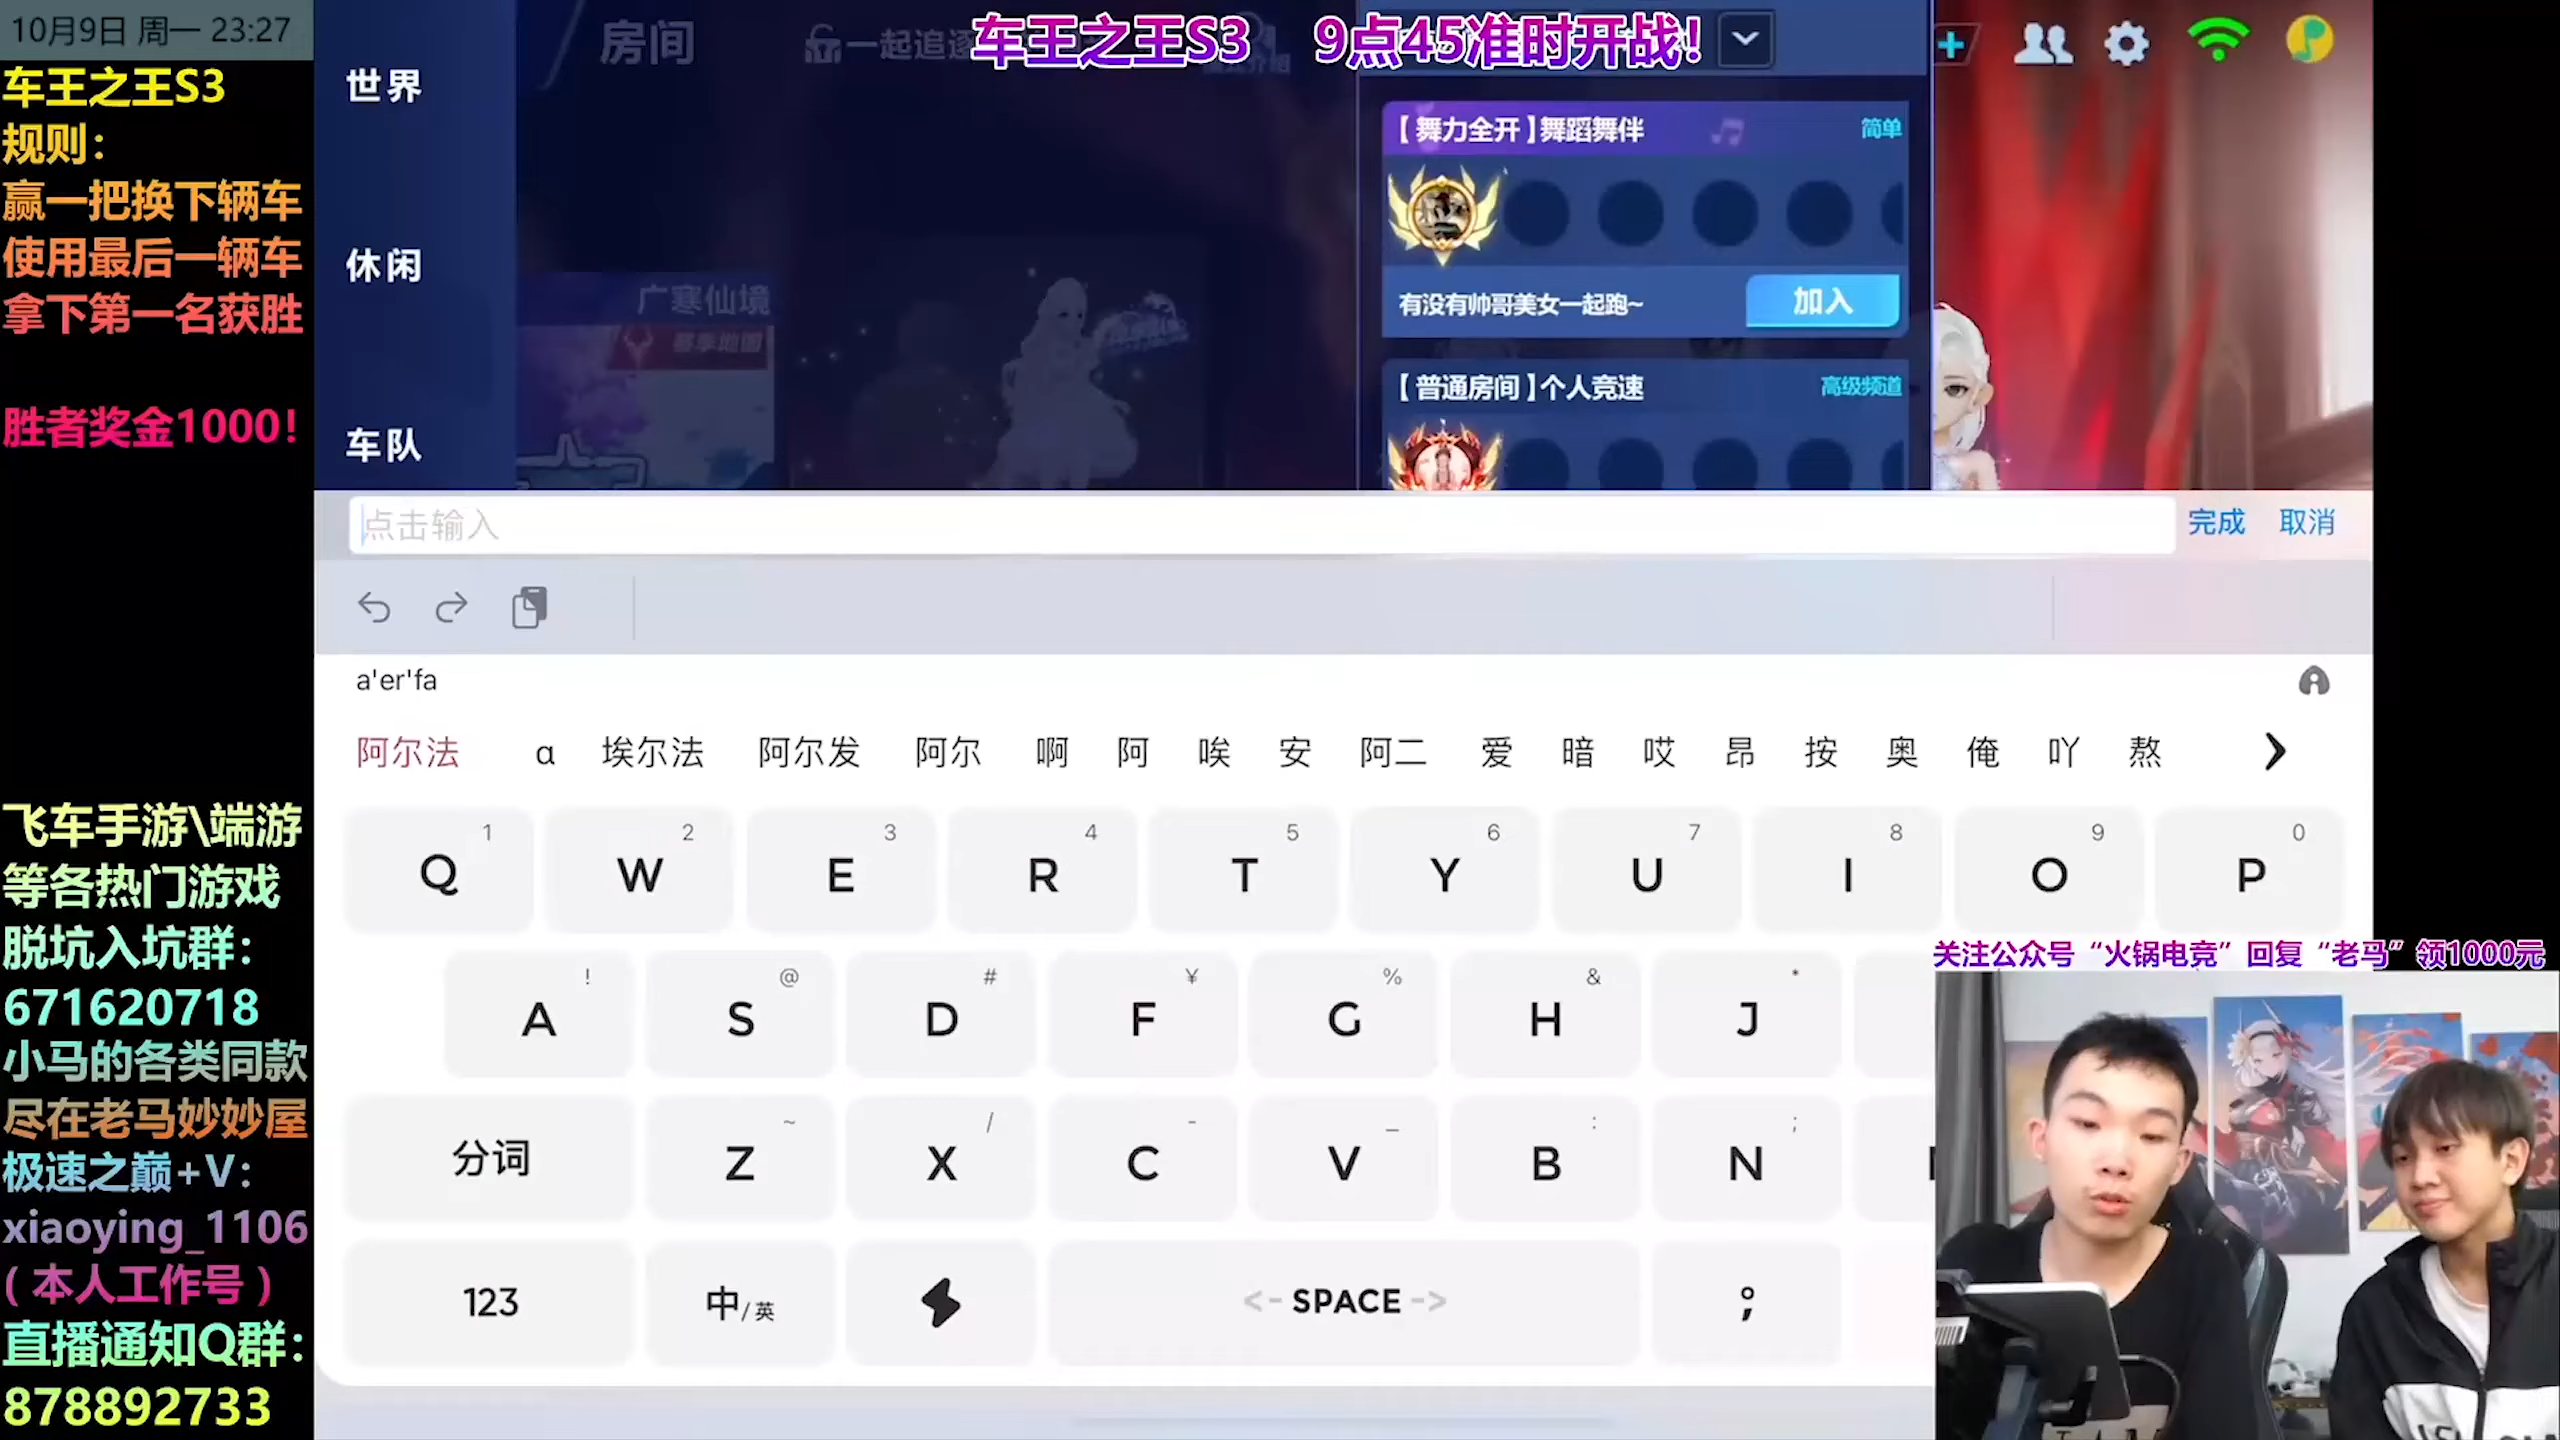 10月9日 周一 23:27
车王之王S3
规则：
赢一把换下辆车
使用最后一辆车
拿下第一名获胜
胜者奖金1000！
飞车手游\端游
等各热门游戏
脱坑入坑群：
671620718
小马的各类同款
尽在老马妙妙屋
极速之巅+V：
xiaoying_1106
（本人工作号）
直播通知Q群：
878892733
车王之王S3 9点45准时开战！
房间
一起追逐
世界
休闲
车队
广寒仙境
【舞力全开】舞蹈舞伴 简单
有没有帅哥美女一起跑~ 加入
【普通房间】个人竞速 高级频道
点击输入 完成 取消
a'er'fa
阿尔法 α 埃尔法 阿尔发 阿尔 啊 阿 唉 安 阿二 爱 暗 哎 昂 按 奥 俺 吖 熬
1 2 3 4 5 6 7 8 9 0
Q W E R T Y U I O P
! @ # ¥ % & *
A S D F G H J
~ / - _ : ;
分词 Z X C V B N
123 中/英 <- SPACE ->
关注公众号“火锅电竞”回复“老马”领1000元